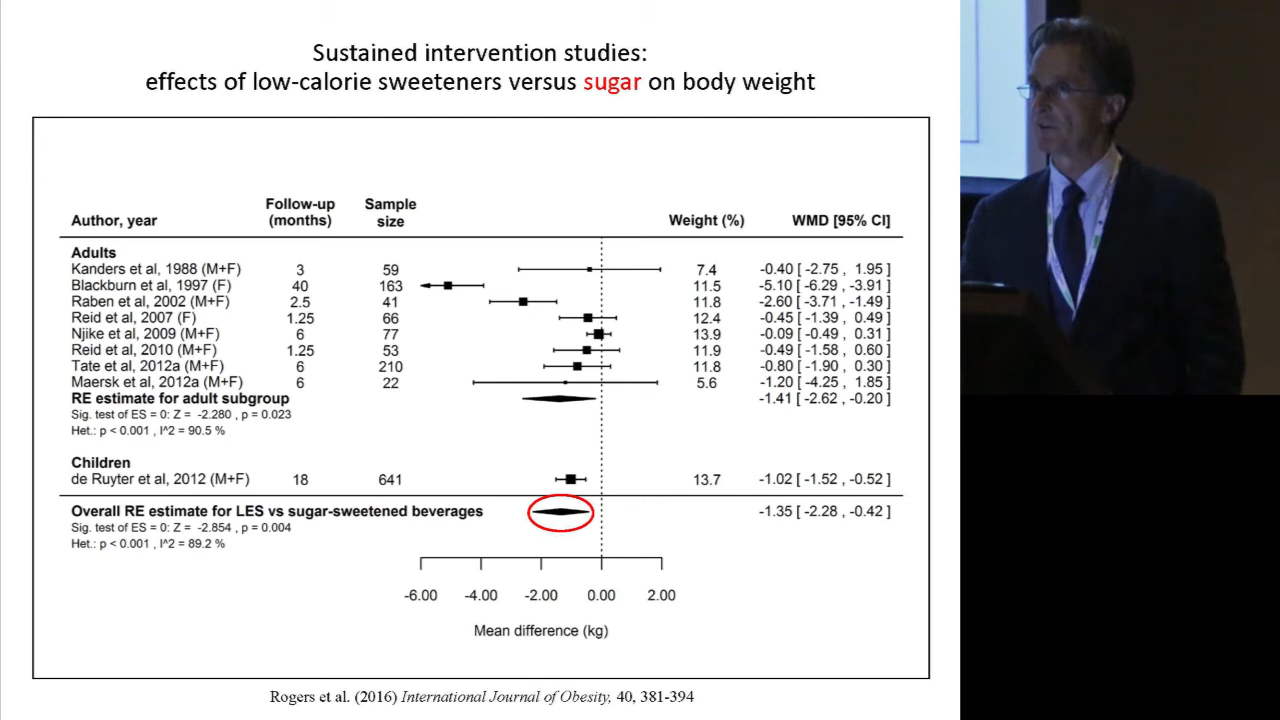 Sustained intervention studies:
effects of low-calorie sweeteners versus sugar on body weight
Author, year Follow-up (months) Sample size Weight (%) WMD [95% CI]
Adults
Kanders et al, 1988 (M+F) 3 59 7.4 -0.40 [ -2.75 , 1.95 ]
Blackburn et al, 1997 (F) 40 163 11.5 -5.10 [ -6.29 , -3.91 ]
Raben et al, 2002 (M+F) 2.5 41 11.8 -2.60 [ -3.71 , -1.49 ]
Reid et al, 2007 (F) 1.25 66 12.4 -0.45 [ -1.39 , 0.49 ]
Njike et al, 2009 (M+F) 6 77 13.9 -0.09 [ -0.49 , 0.31 ]
Reid et al, 2010 (M+F) 1.25 53 11.9 -0.49 [ -1.58 , 0.60 ]
Tate et al, 2012a (M+F) 6 210 11.8 -0.80 [ -1.90 , 0.30 ]
Maersk et al, 2012a (M+F) 6 22 5.6 -1.20 [ -4.25 , 1.85 ]
RE estimate for adult subgroup -1.41 [ -2.62 , -0.20 ]
Sig. test of ES = 0: Z = -2.280 , p = 0.023
Het.: p < 0.001 , I^2 = 90.5 %
Children
de Ruyter et al, 2012 (M+F) 18 641 13.7 -1.02 [ -1.52 , -0.52 ]
Overall RE estimate for LES vs sugar-sweetened beverages -1.35 [ -2.28 , -0.42 ]
Sig. test of ES = 0: Z = -2.854 , p = 0.004
Het.: p < 0.001 , I^2 = 89.2 %
-6.00 -4.00 -2.00 0.00 2.00
Mean difference (kg)
Rogers et al. (2016) International Journal of Obesity, 40, 381-394